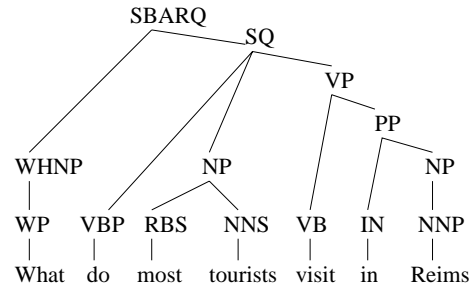 SBARQ
SQ
VP
PP
WHNP NP NP
WP VBP RBS NNS VB IN NNP
What do most tourists visit in Reims